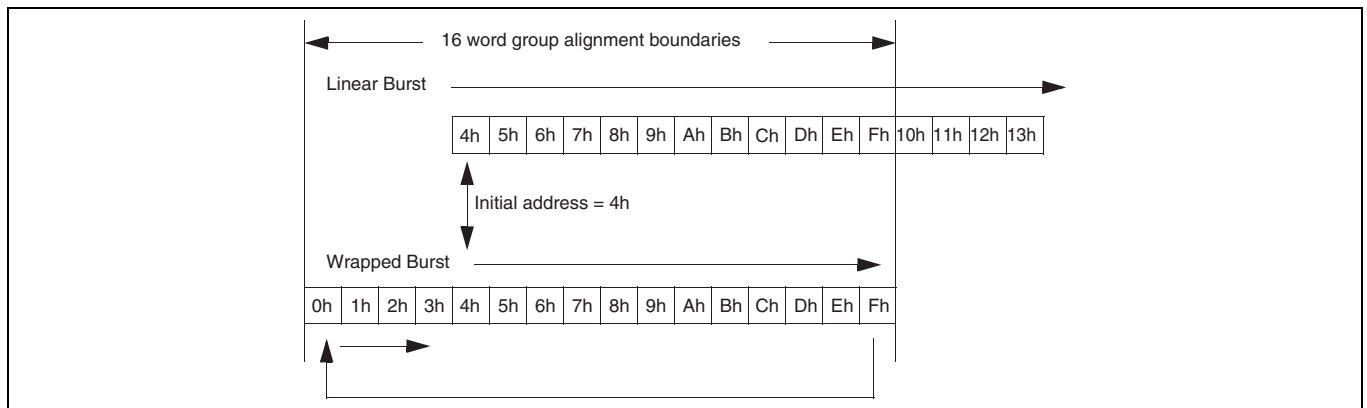 16 word group alignment boundaries
Linear Burst
4h 5h 6h 7h 8h 9h Ah Bh Ch Dh Eh Fh 10h 11h 12h 13h
Initial address = 4h
Wrapped Burst
0h 1h 2h 3h 4h 5h 6h 7h 8h 9h Ah Bh Ch Dh Eh Fh